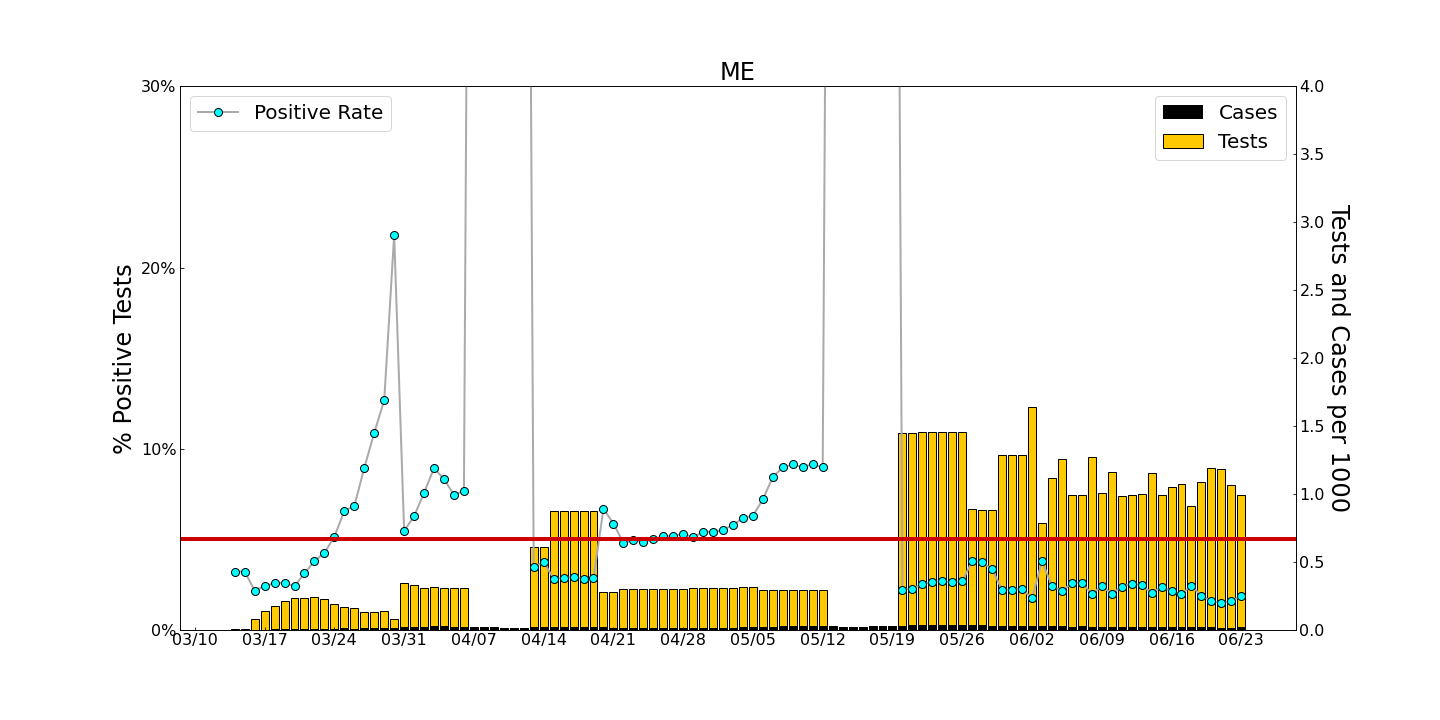 ME
Positive Rate
Cases
Tests
% Positive Tests
30%
20%
10%
0%
Tests and Cases per 1000
4.0
3.5
3.0
2.5
2.0
1.5
1.0
0.5
0.0
03/10 03/17 03/24 03/31 04/07 04/14 04/21 04/28 05/05 05/12 05/19 05/26 06/02 06/09 06/16 06/23